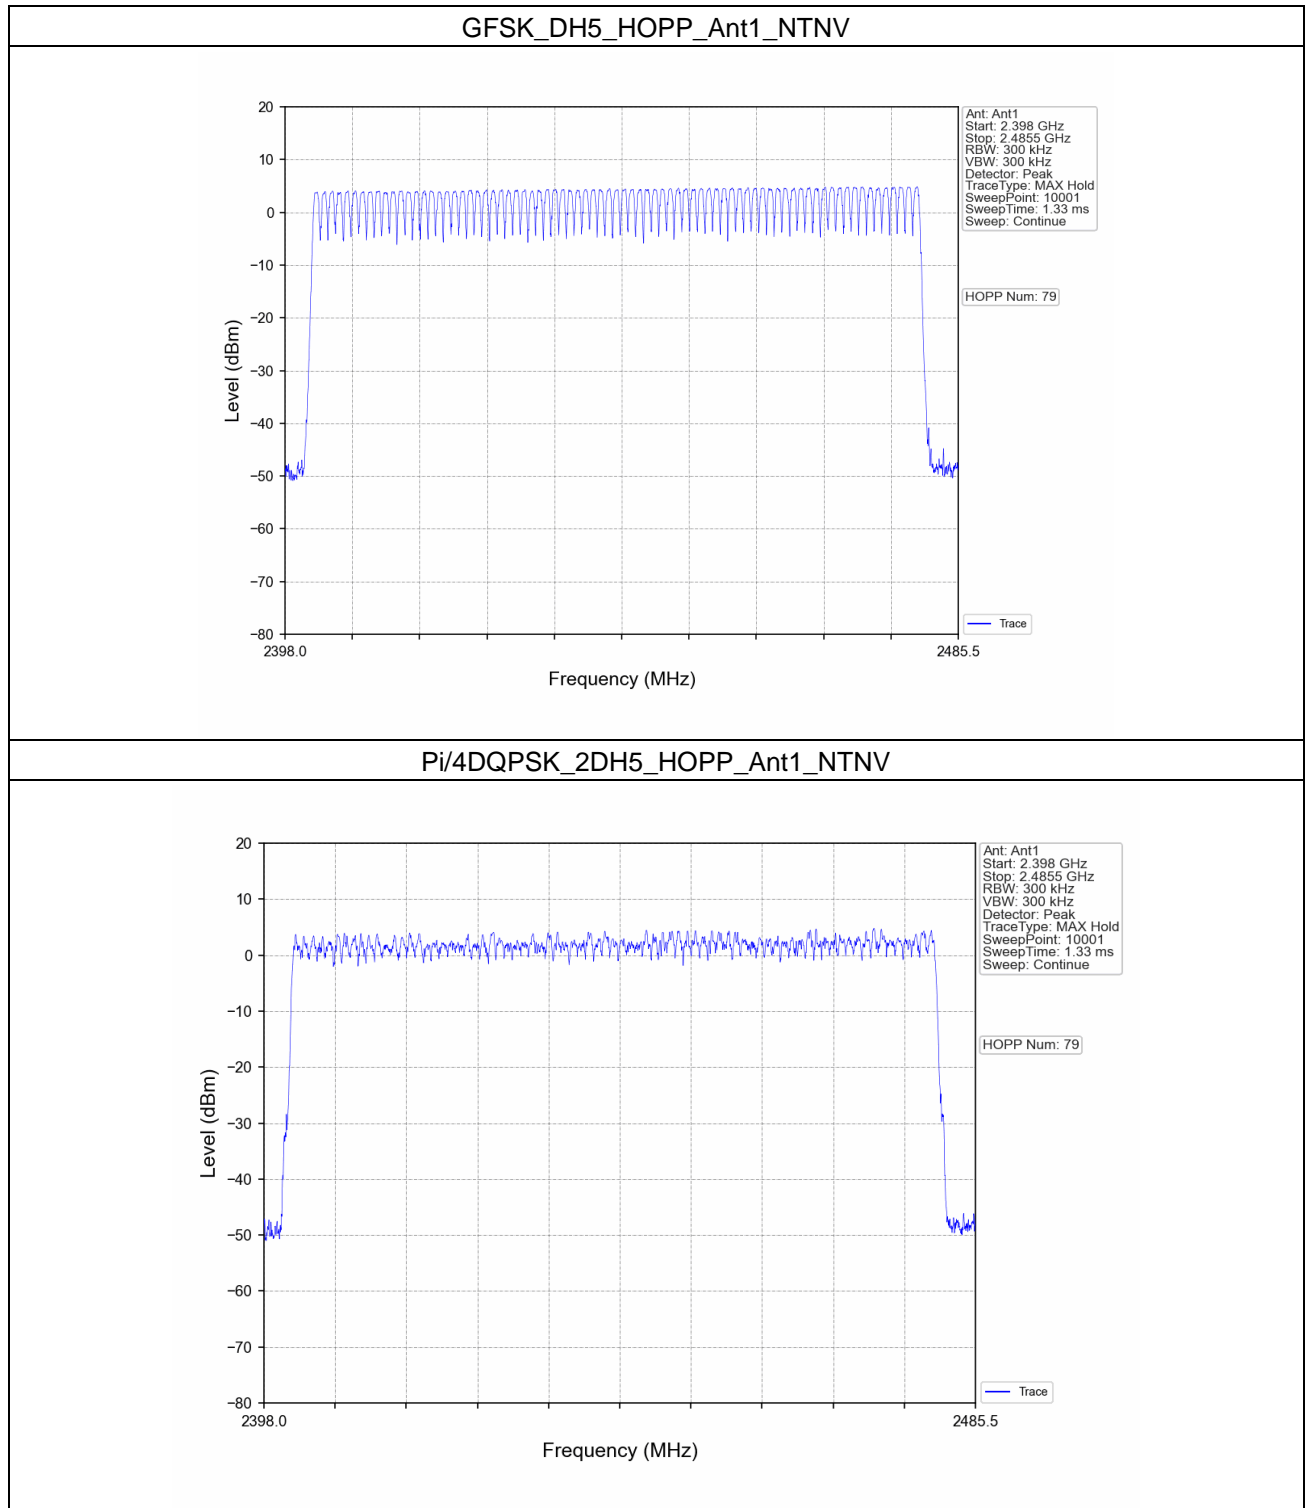 GFSK_DH5_HOPP_Ant1_NTNV
20
10
0
−10
−20
−30
−40
−50
−60
−70
−80
Level (dBm)
2398.0
2485.5
Frequency (MHz)
Ant: Ant1
Start: 2.398 GHz
Stop: 2.4855 GHz
RBW: 300 kHz
VBW: 300 kHz
Detector: Peak
TraceType: MAX Hold
SweepPoint: 10001
SweepTime: 1.33 ms
Sweep: Continue
HOPP Num: 79
Trace
Pi/4DQPSK_2DH5_HOPP_Ant1_NTNV
20
10
0
−10
−20
−30
−40
−50
−60
−70
−80
Level (dBm)
2398.0
2485.5
Frequency (MHz)
Ant: Ant1
Start: 2.398 GHz
Stop: 2.4855 GHz
RBW: 300 kHz
VBW: 300 kHz
Detector: Peak
TraceType: MAX Hold
SweepPoint: 10001
SweepTime: 1.33 ms
Sweep: Continue
HOPP Num: 79
Trace